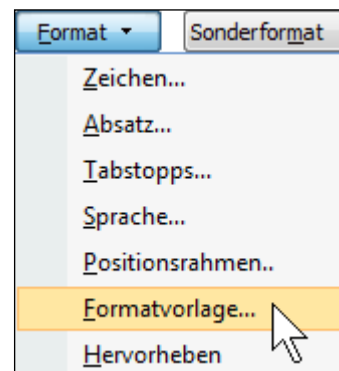 Format Sonderformat
Zeichen...
Absatz...
Tabstopps...
Sprache...
Positionsrahmen..
Formatvorlage...
Hervorheben